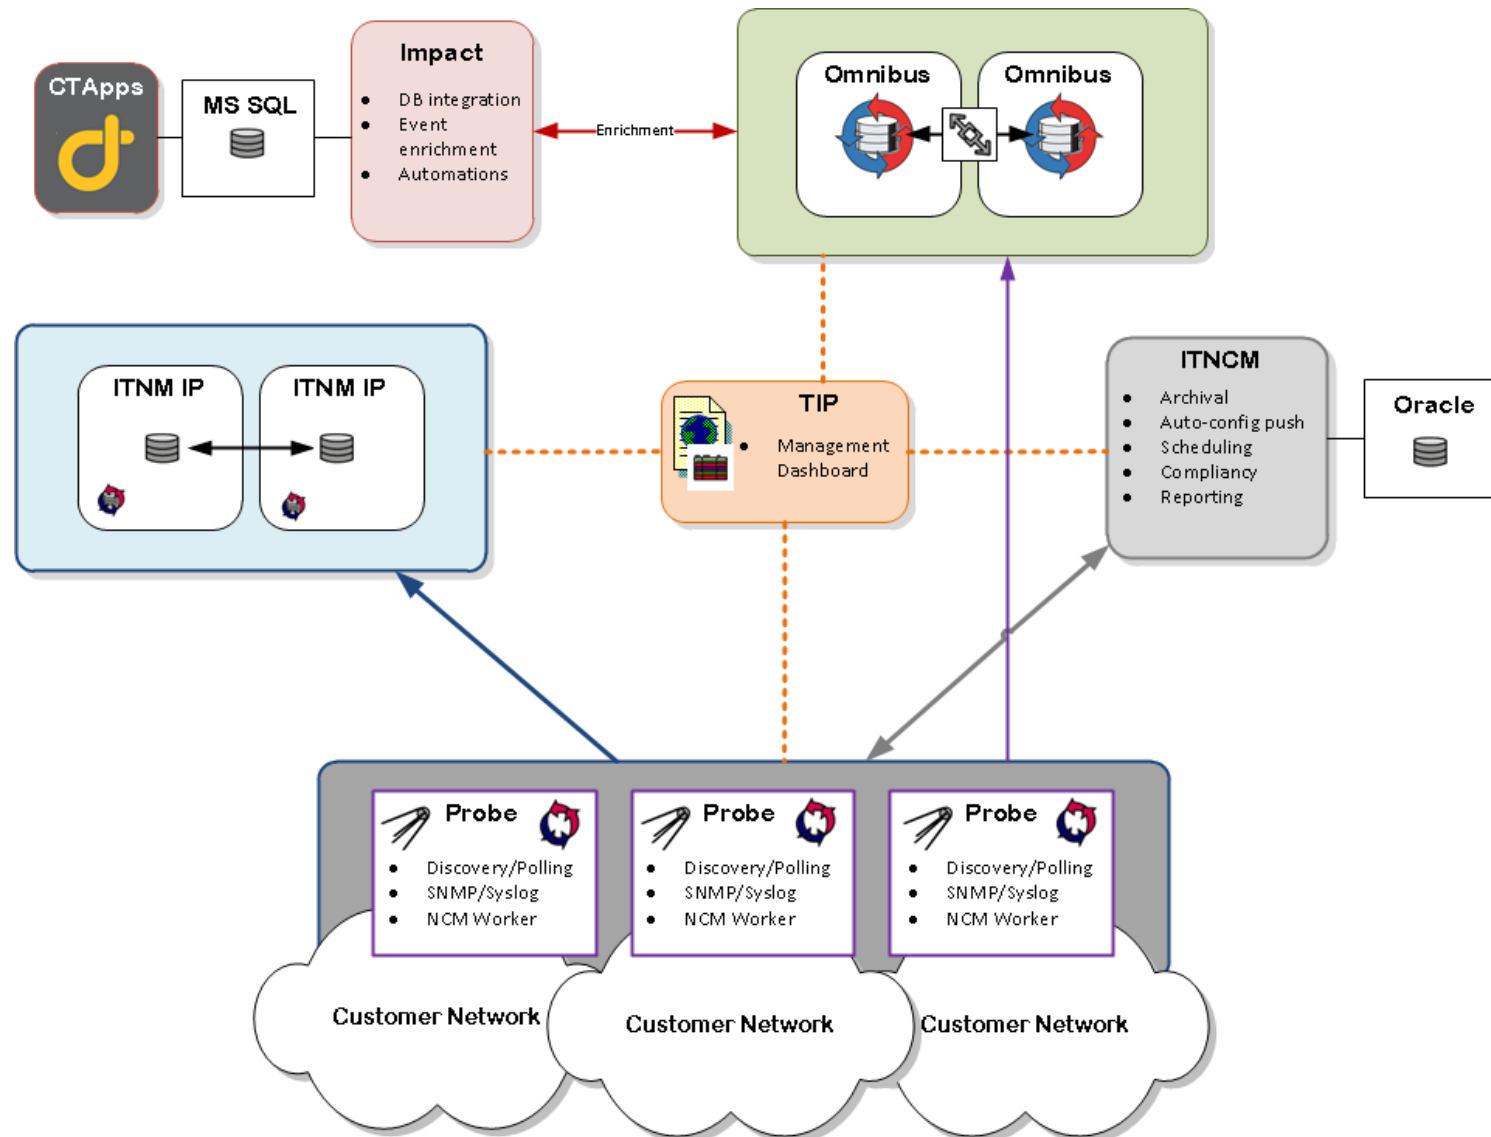 CTApps
MS SQL
Impact
DB integration
Event
enrichment
Automations
Enrichment
Omnibus
Omnibus
ITNM IP
ITNM IP
TIP
Management
Dashboard
ITNCM
Archival
Auto-config push
Scheduling
Compliancy
Reporting
Oracle
Probe
Discovery/Polling
SNMP/Syslog
NCM Worker
Probe
Discovery/Polling
SNMP/Syslog
NCM Worker
Probe
Discovery/Polling
SNMP/Syslog
NCM Worker
Customer Network
Customer Network
Customer Network